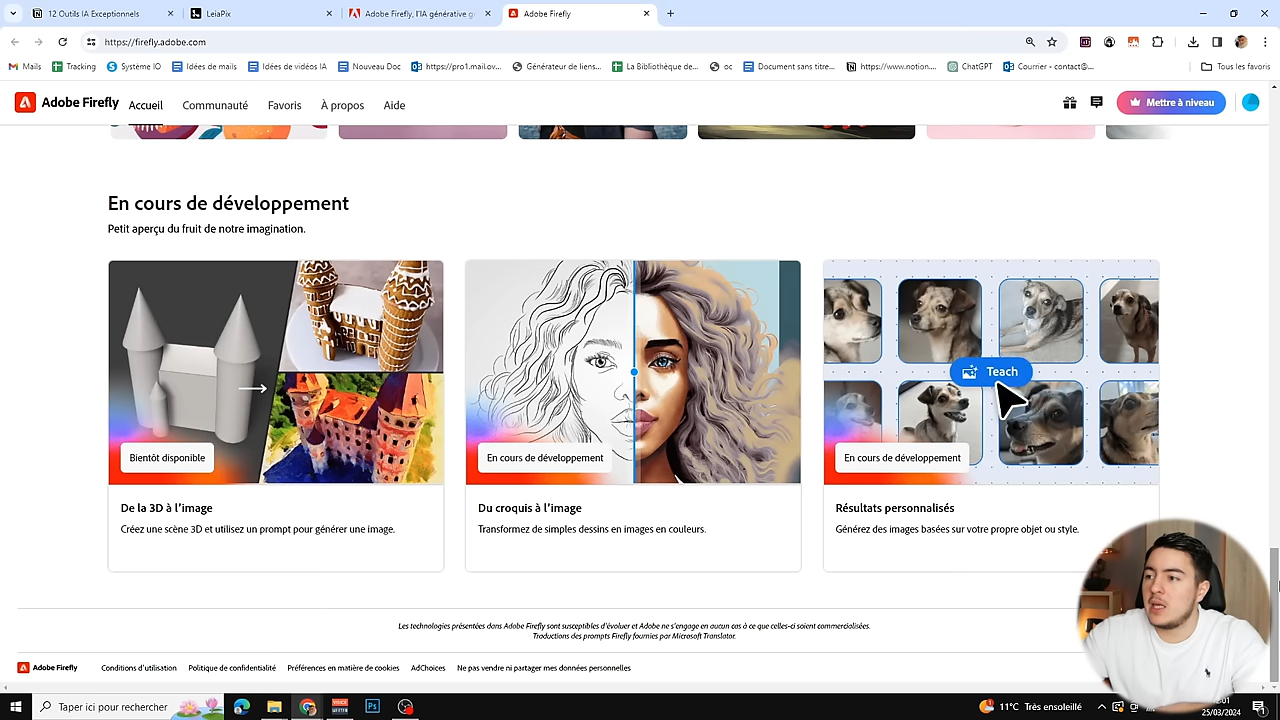 12 Outils IA Exceptionnels
LeiaPix
Adobe Firefly, l'IA générative g
Adobe Firefly
https://firefly.adobe.com
Mails
Tracking
Système IO
Idées de mails
Idées de vidéos IA
Nouveau Doc
https://pro1.mail.ov...
Générateur de liens...
La Bibliothèque de...
oc
Document sans titre...
https://www.notion...
ChatGPT
Courrier - contact@...
Tous les favoris
Adobe Firefly
Accueil
Communauté
Favoris
À propos
Aide
Mettre à niveau
En cours de développement
Petit aperçu du fruit de notre imagination.
Teach
Bientôt disponible
En cours de développement
En cours de développement
De la 3D à l'image
Créez une scène 3D et utilisez un prompt pour générer une image.
Du croquis à l'image
Transformez de simples dessins en images en couleurs.
Résultats personnalisés
Générez des images basées sur votre propre objet ou style.
Les technologies présentées dans Adobe Firefly sont susceptibles d'évoluer et Adobe ne s'engage en aucun cas à ce que celles-ci soient commercialisées.
Traductions des prompts Firefly fournies par Microsoft Translator.
Adobe Firefly
Conditions d'utilisation
Politique de confidentialité
Préférences en matière de cookies
AdChoices
Ne pas vendre ni partager mes données personnelles
Taper ici pour rechercher
11°C Très ensoleillé
25/03/2024